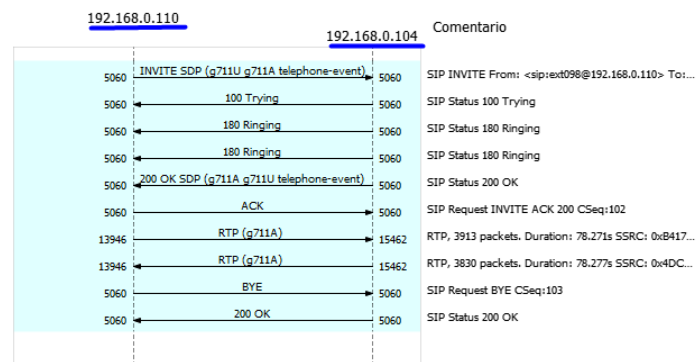 192.168.0.110
192.168.0.104
Comentario
5060 INVITE SDP (g711U g711A telephone-event) 5060 SIP INVITE From: <sip:ext098@192.168.0.110> To:...
5060 100 Trying 5060 SIP Status 100 Trying
5060 180 Ringing 5060 SIP Status 180 Ringing
5060 180 Ringing 5060 SIP Status 180 Ringing
5060 200 OK SDP (g711A g711U telephone-event) 5060 SIP Status 200 OK
5060 ACK 5060 SIP Request INVITE ACK 200 CSeq:102
13946 RTP (g711A) 15462 RTP, 3913 packets. Duration: 78.271s SSRC: 0xB417...
13946 RTP (g711A) 15462 RTP, 3830 packets. Duration: 78.277s SSRC: 0x4DC...
5060 BYE 5060 SIP Request BYE CSeq:103
5060 200 OK 5060 SIP Status 200 OK